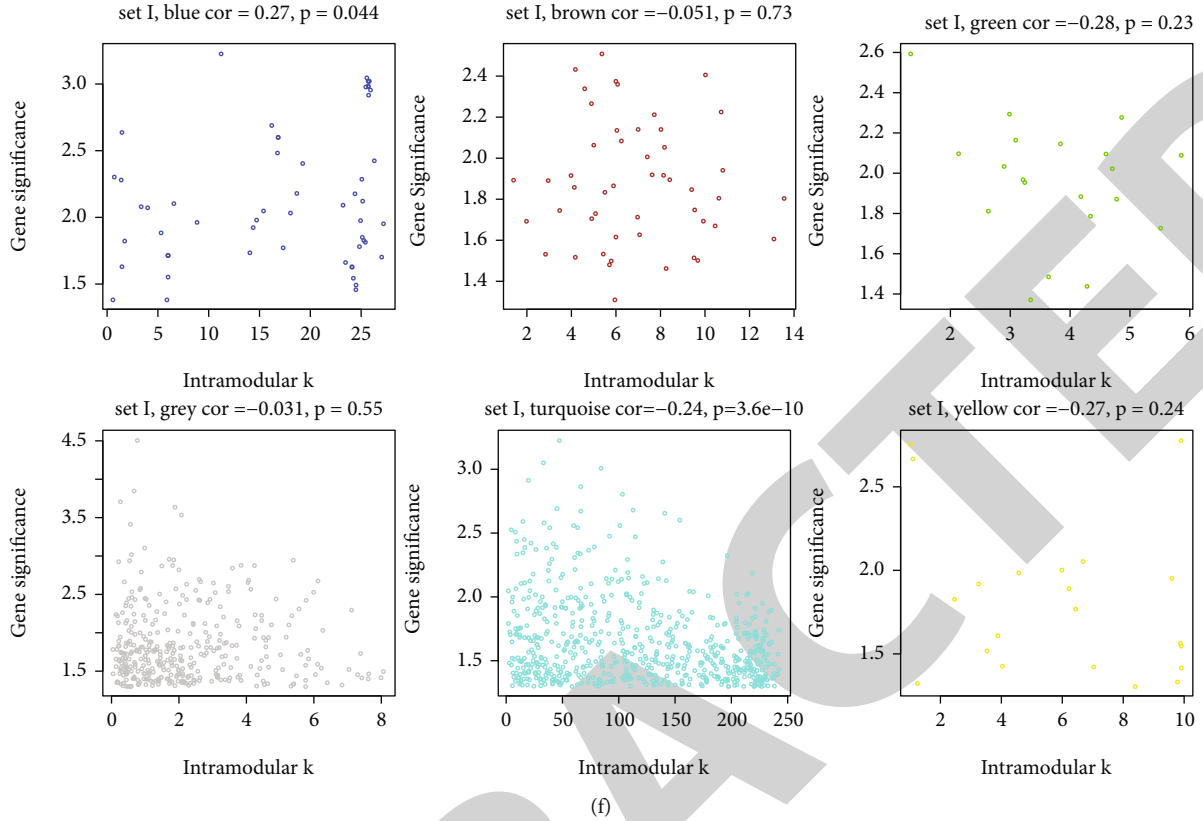 set I, blue cor = 0.27, p = 0.044
set I, brown cor =−0.051, p = 0.73
set I, green cor =−0.28, p = 0.23
Gene significance
3.0
2.5
2.0
1.5
0 5 10 15 20 25
Intramodular k
Gene Significance
2.4
2.2
2.0
1.8
1.6
1.4
2 4 6 8 10 12 14
Intramodular k
Gene significance
2.6
2.4
2.2
2.0
1.8
1.6
1.4
2 3 4 5 6
Intramodular k
set I, grey cor =−0.031, p = 0.55
set I, turquoise cor=−0.24, p=3.6e−10
set I, yellow cor =−0.27, p = 0.24
Gene significance
4.5
3.5
2.5
1.5
0 2 4 6 8
Intramodular k
Gene significance
3.0
2.5
2.0
1.5
0 50 100 150 200 250
Intramodular k
Gene significance
2.5
2.0
1.5
2 4 6 8 10
Intramodular k
(f)